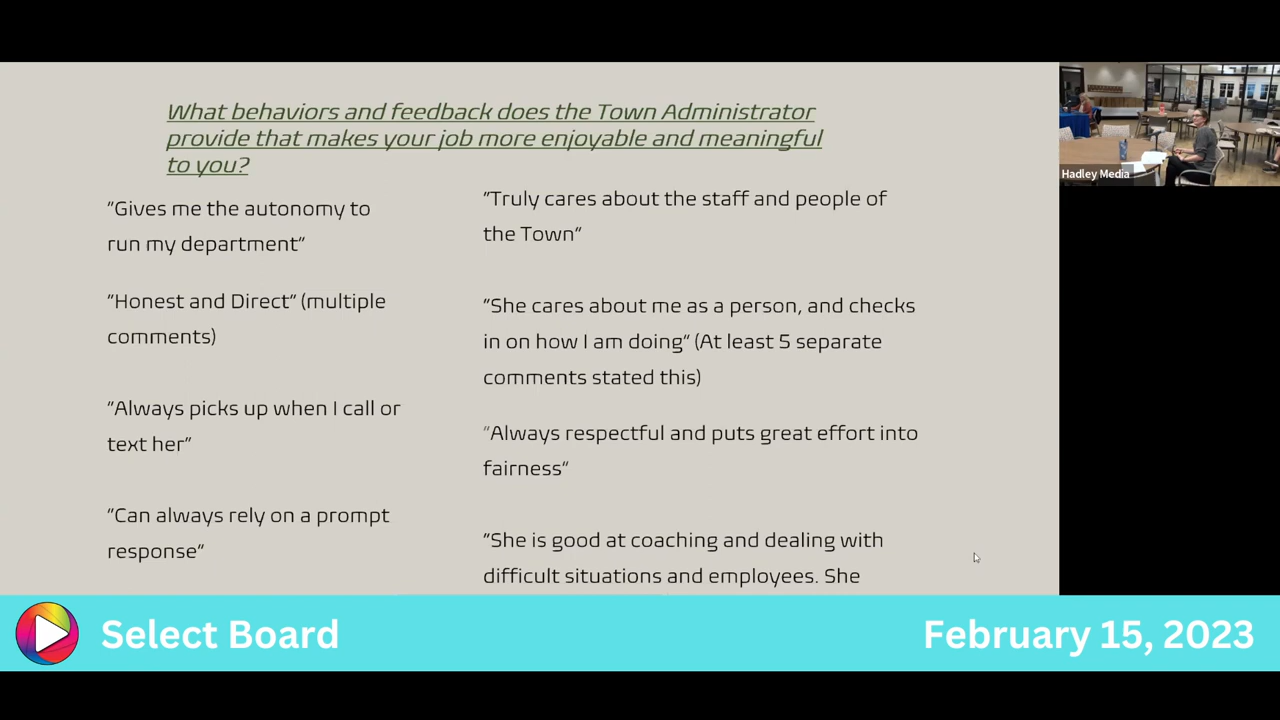 What behaviors and feedback does the Town Administrator
provide that makes your job more enjoyable and meaningful
to you?
"Gives me the autonomy to
run my department"
"Honest and Direct" (multiple
comments)
"Always picks up when I call or
text her"
"Can always rely on a prompt
response"
"Truly cares about the staff and people of
the Town"
"She cares about me as a person, and checks
in on how I am doing" (At least 5 separate
comments stated this)
"Always respectful and puts great effort into
fairness"
"She is good at coaching and dealing with
difficult situations and employees. She
Hadley Media
Select Board
February 15, 2023